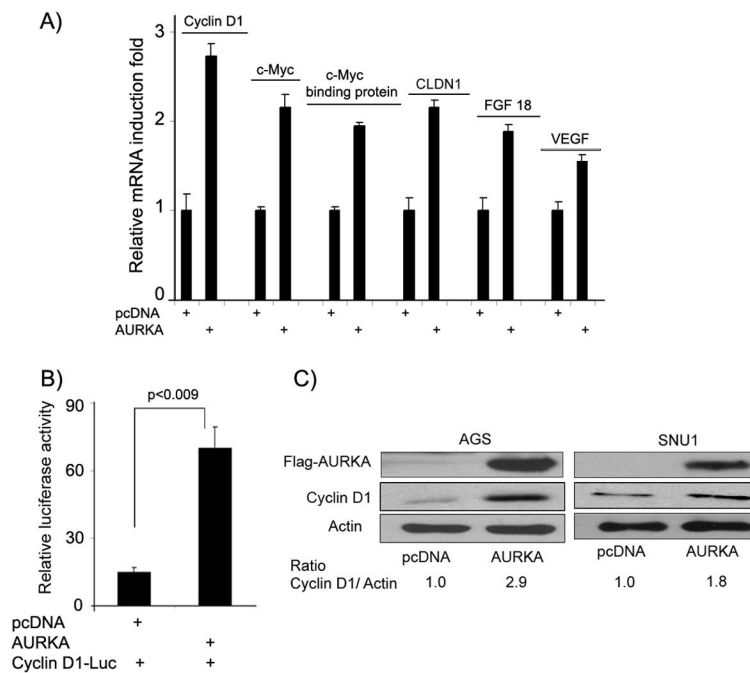 A)
Relative mRNA induction fold
3
2
1
0
Cyclin D1
c-Myc
c-Myc
binding protein
CLDN1
FGF 18
VEGF
pcDNA + + + + + +
AURKA + + + + + +
B)
p<0.009
Relative luciferase activity
90
60
30
15
0
pcDNA +
AURKA +
Cyclin D1-Luc + +
C)
AGS SNU1
Flag-AURKA
Cyclin D1
Actin
pcDNA AURKA pcDNA AURKA
Ratio
Cyclin D1/ Actin 1.0 2.9 1.0 1.8